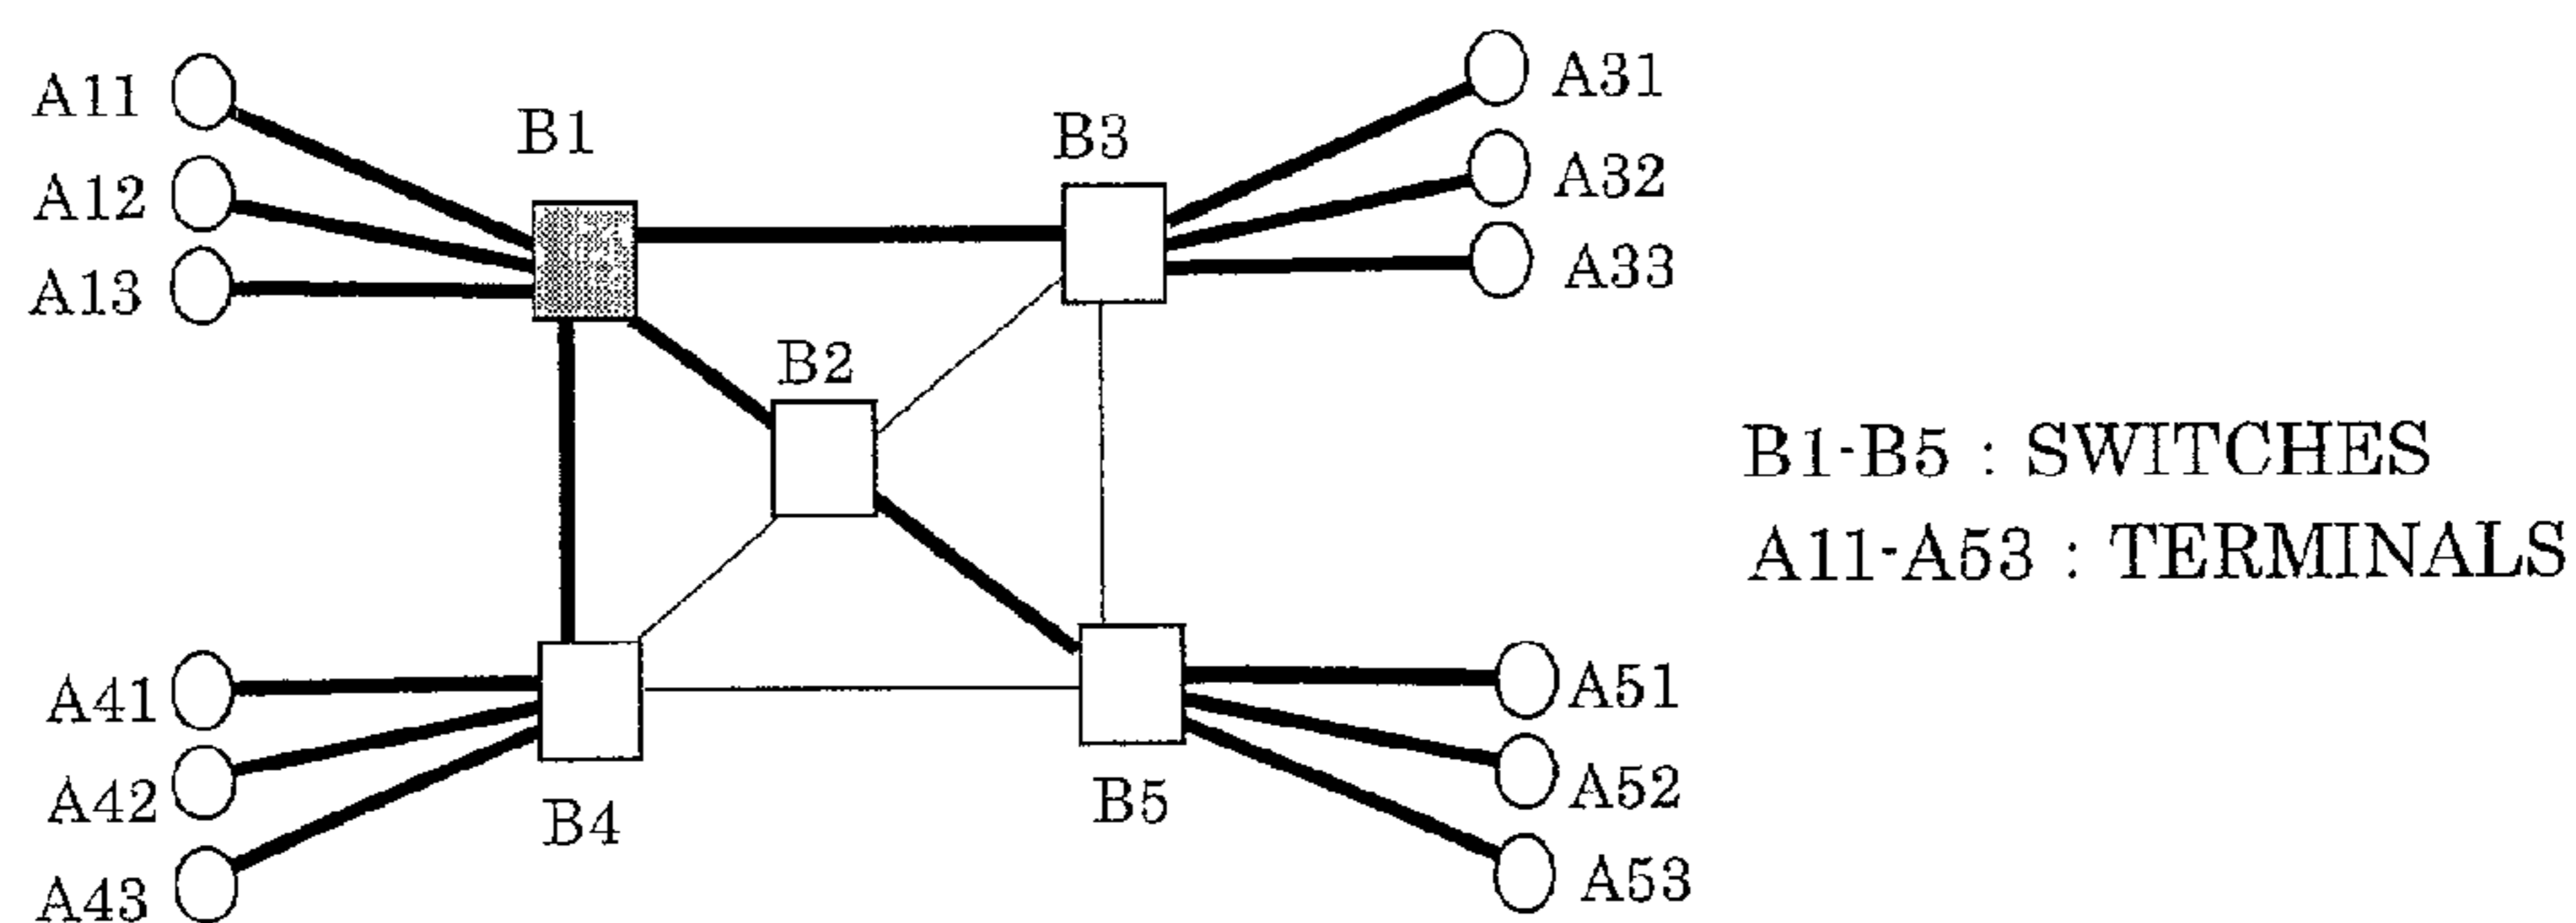 A11
A12
A13
B1
B3
A31
A32
A33
B2
B1-B5 : SWITCHES
A11-A53 : TERMINALS
A41
A42
A43
B4
B5
A51
A52
A53